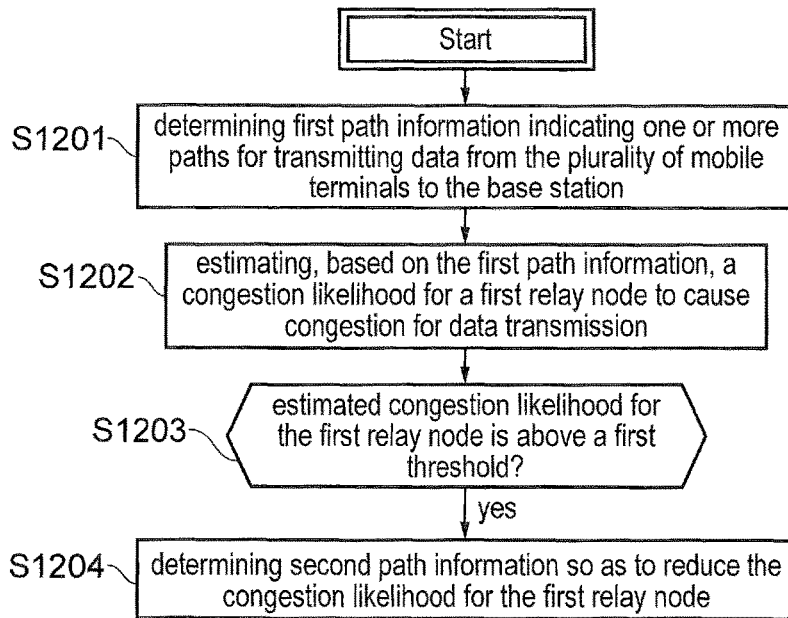 Start
S1201
determining first path information indicating one or more
paths for transmitting data from the plurality of mobile
terminals to the base station
S1202
estimating, based on the first path information, a
congestion likelihood for a first relay node to cause
congestion for data transmission
S1203
estimated congestion likelihood for
the first relay node is above a first
threshold?
yes
S1204
determining second path information so as to reduce the
congestion likelihood for the first relay node